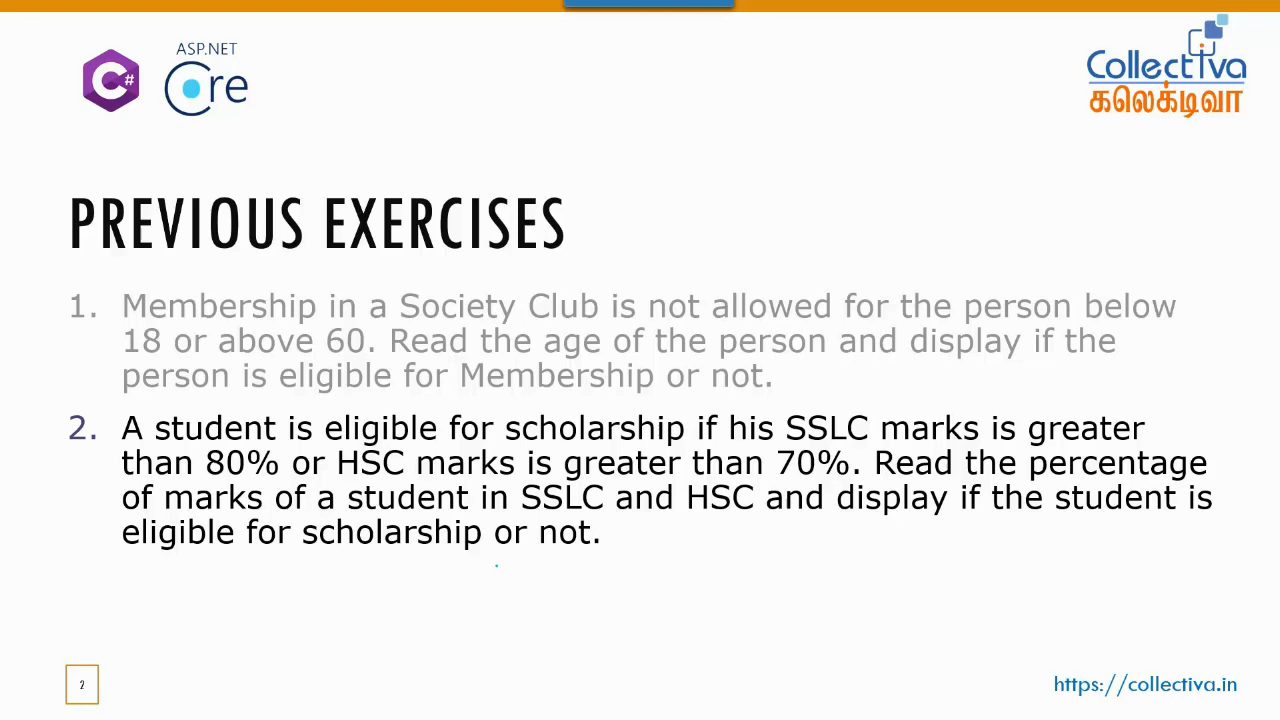 C#
ASP.NET
Core
Collectiva
கலெக்டிவா
PREVIOUS EXERCISES
1. Membership in a Society Club is not allowed for the person below
18 or above 60. Read the age of the person and display if the
person is eligible for Membership or not.
2. A student is eligible for scholarship if his SSLC marks is greater
than 80% or HSC marks is greater than 70%. Read the percentage
of marks of a student in SSLC and HSC and display if the student is
eligible for scholarship or not.
2
https://collectiva.in